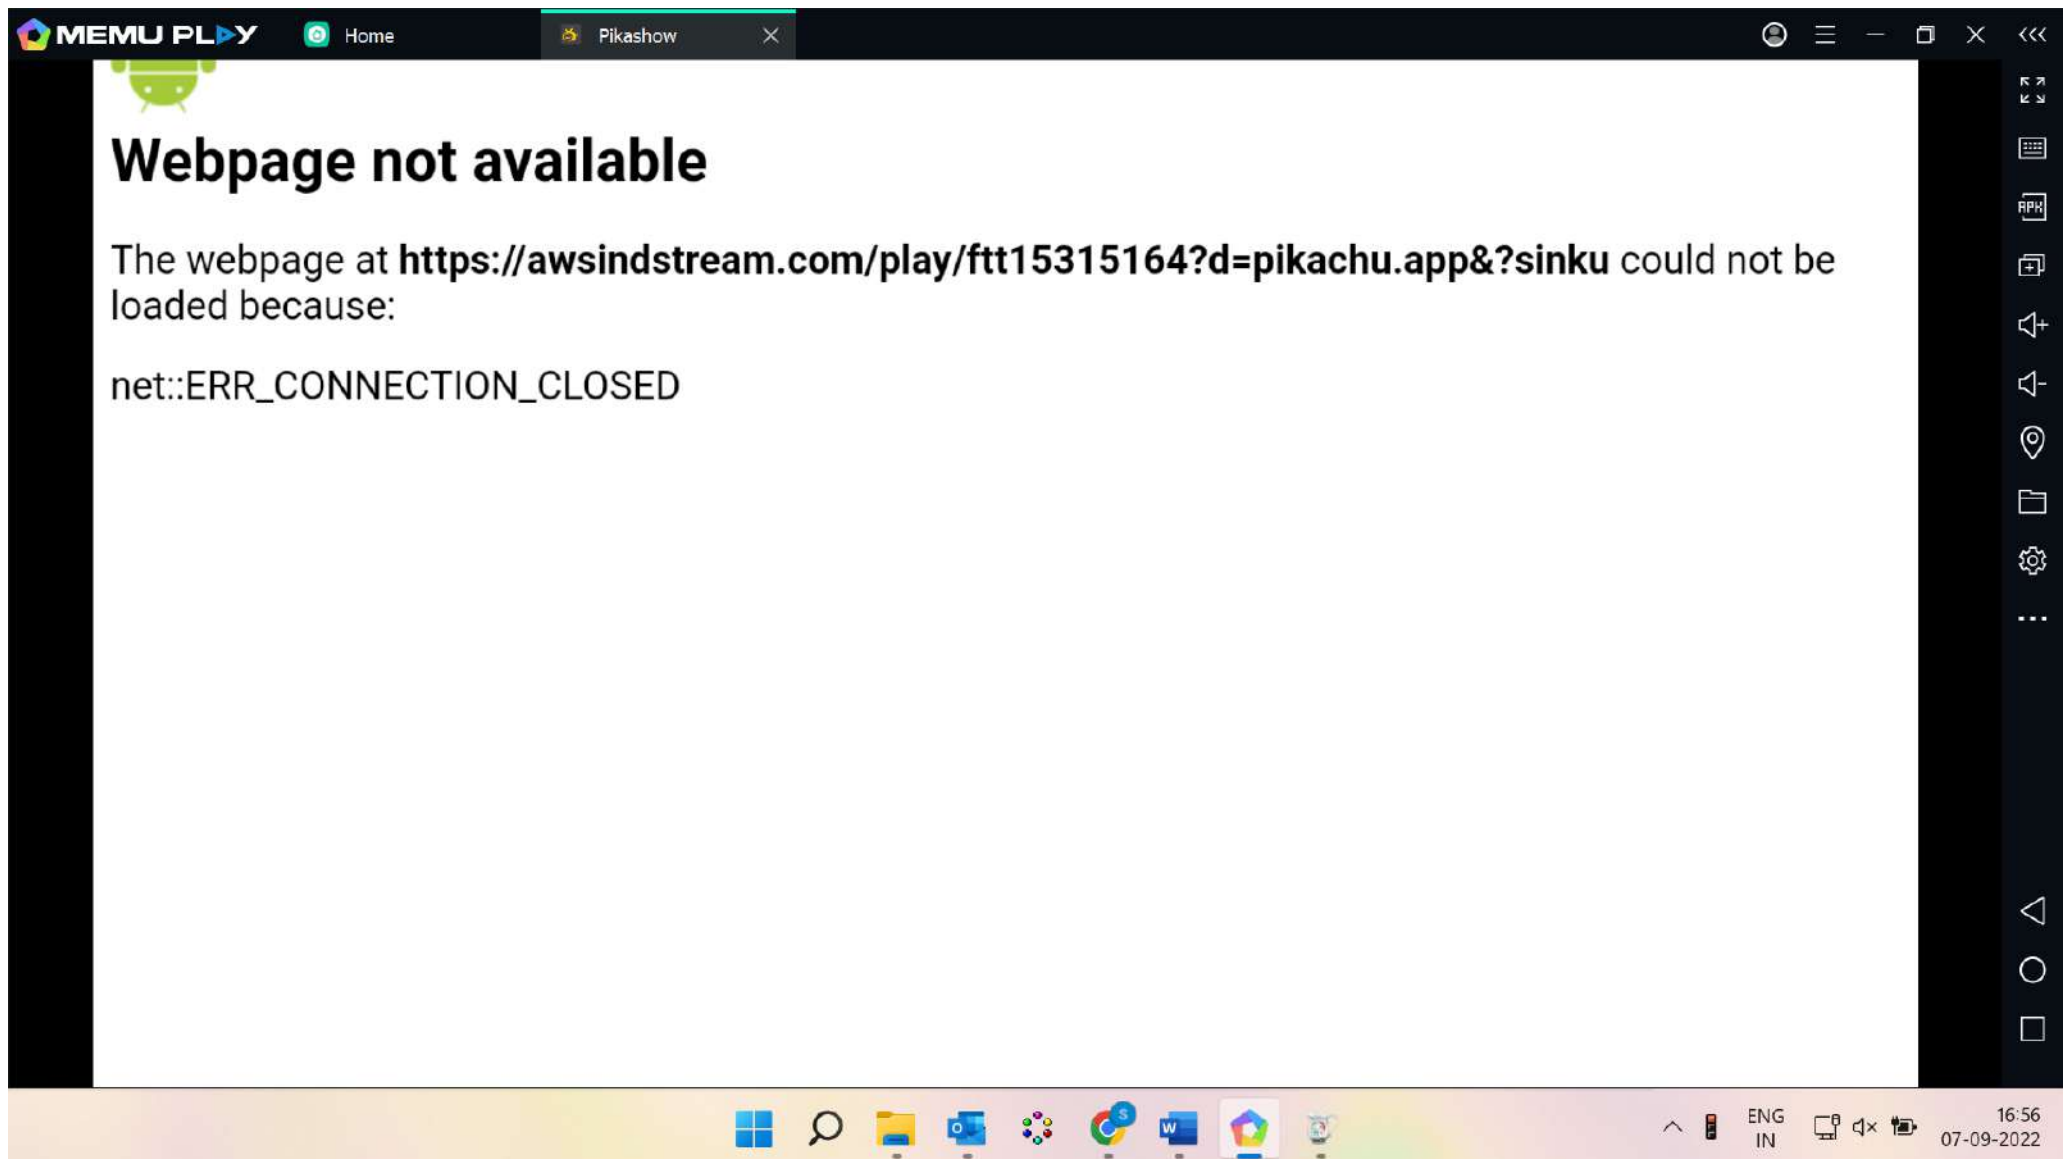 MEMU PLAY Home Pikashow
Webpage not available
The webpage at https://awsindstream.com/play/ftt15315164?d=pikachu.app&?sinku could not be
loaded because:
net::ERR_CONNECTION_CLOSED
APK
S
O
W
ENG
IN
16:56
07-09-2022